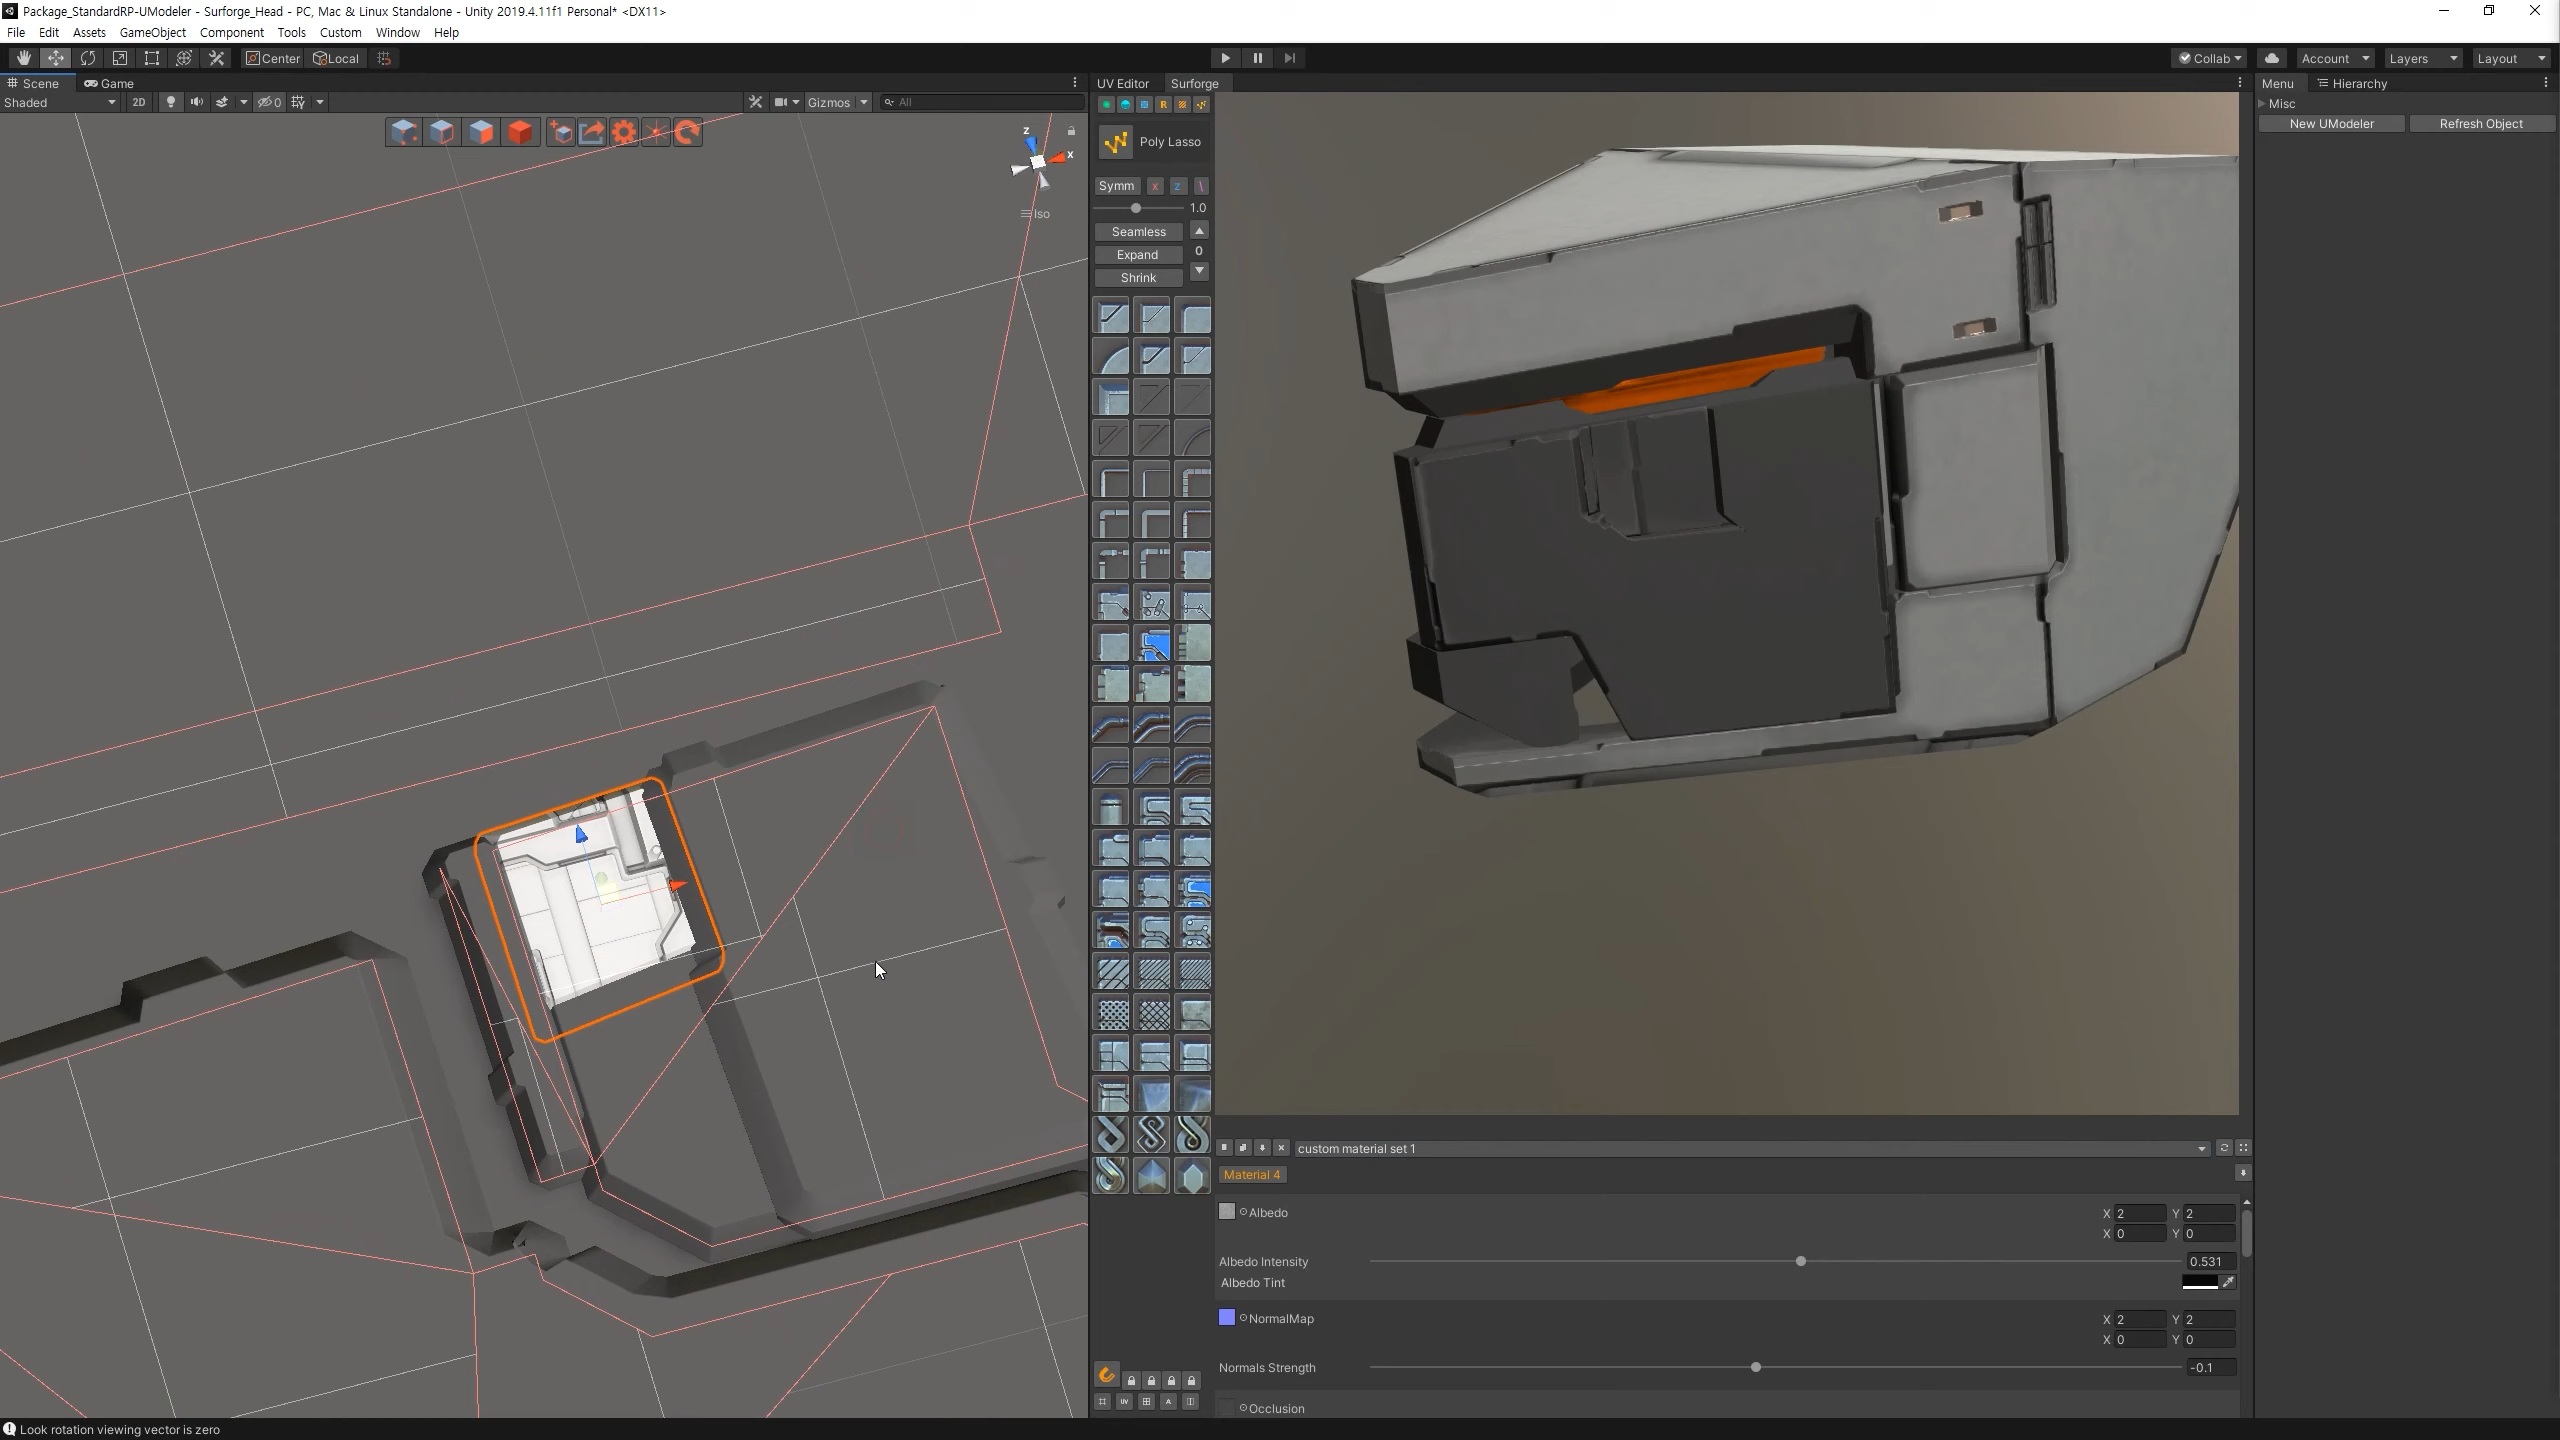 Package_StandardRP-UModeler - Surforge_Head - PC, Mac & Linux Standalone - Unity 2019.4.11f1 Personal* <DX11>
File Edit Assets GameObject Component Tools Custom Window Help
Center Local Collab Account Layers Layout
Scene Game UV Editor Surforge Menu Hierarchy
Shaded 2D 0 Gizmos All
Misc
New UModeler Refresh Object
Poly Lasso
z
x
Iso
Symm x z \
1.0
Seamless
0
Expand
Shrink
custom material set 1
Material 4
Albedo X 2 Y 2
X 0 Y 0
Albedo Intensity 0.531
Albedo Tint
NormalMap X 2 Y 2
X 0 Y 0
Normals Strength -0.1
UV A
Occlusion
Look rotation viewing vector is zero